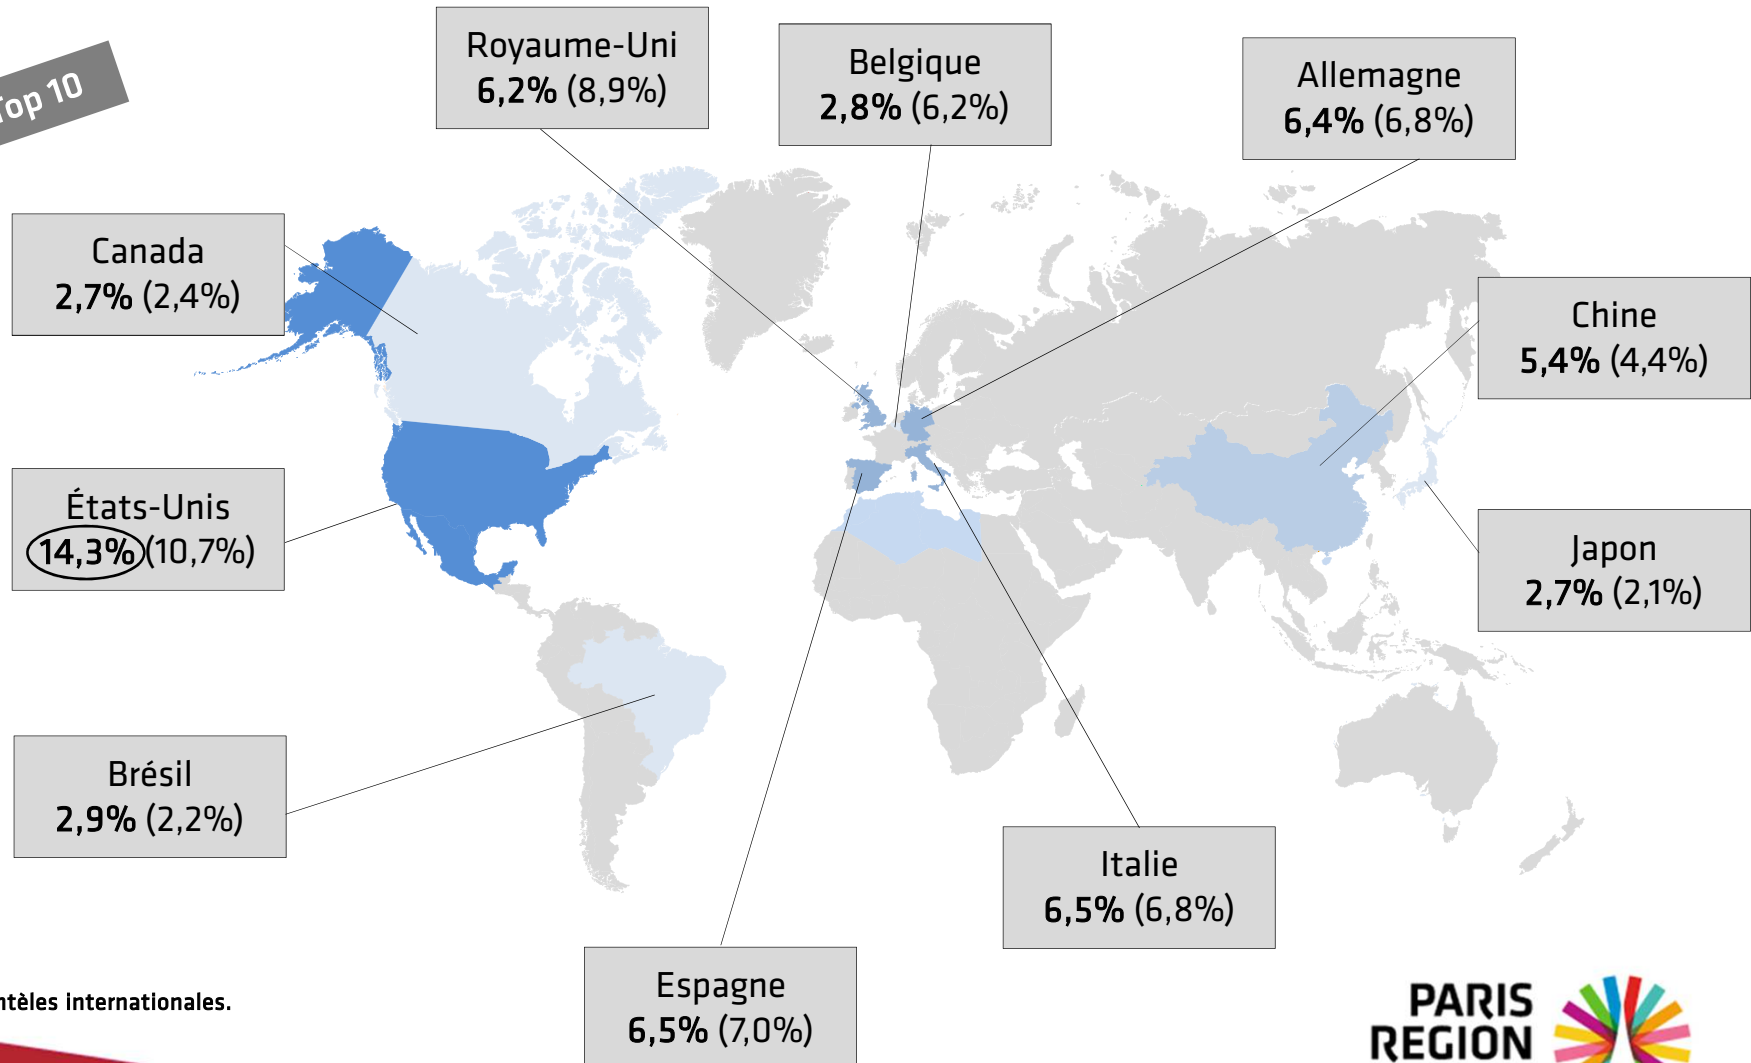 Top 10
Royaume-Uni
6,2% (8,9%)
Belgique
2,8% (6,2%)
Allemagne
6,4% (6,8%)
Canada
2,7% (2,4%)
Chine
5,4% (4,4%)
États-Unis
14,3% (10,7%)
Japon
2,7% (2,1%)
Brésil
2,9% (2,2%)
Italie
6,5% (6,8%)
Espagne
6,5% (7,0%)
ntèles internationales.
PARIS
REGION